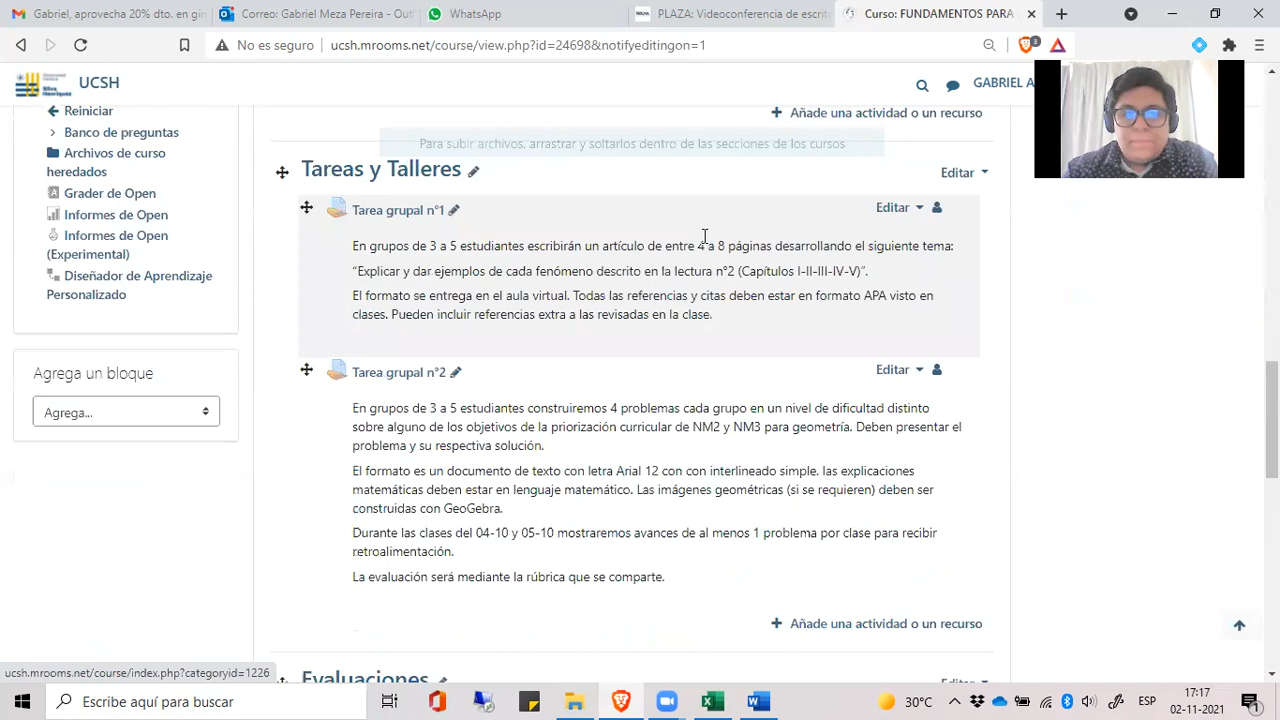 agenda aprovechada 20% dto. en gin
Correo: Gabriel Meza Peréir - Out
WhatsApp
NOLP
PLAZA: Videoconferencia de escrit
Curso: FUNDAMENTOS PARA
No es seguro ucsh.mrooms.net/course/view.php?id=24698&notifyeditingon=1
3
Universidad Católica Silva Henríquez
UCSH
GABRIEL A
Reiniciar
Añade una actividad o un recurso
Banco de preguntas
Para subir archivos, arrastrar y soltarlos dentro de las secciones de los cursos
Archivos de curso
heredados
Tareas y Talleres
Editar
Grader de Open
Informes de Open
Tarea grupal n°1
Editar
Informes de Open
(Experimental)
En grupos de 3 a 5 estudiantes escribirán un artículo de entre 4 a 8 páginas desarrollando el siguiente tema:
Diseñador de Aprendizaje
Personalizado
“Explicar y dar ejemplos de cada fenómeno descrito en la lectura n°2 (Capítulos I-II-III-IV-V)”.
El formato se entrega en el aula virtual. Todas las referencias y citas deben estar en formato APA visto en
clases. Pueden incluir referencias extra a las revisadas en la clase.
Agrega un bloque
Agrega...
Tarea grupal n°2
Editar
En grupos de 3 a 5 estudiantes construiremos 4 problemas cada grupo en un nivel de dificultad distinto
sobre alguno de los objetivos de la priorización curricular de NM2 y NM3 para geometría. Deben presentar el
problema y su respectiva solución.
El formato es un documento de texto con letra Arial 12 con con interlineado simple. las explicaciones
matemáticas deben estar en lenguaje matemático. Las imágenes geométricas (si se requieren) deben ser
construidas con GeoGebra.
Durante las clases del 04-10 y 05-10 mostraremos avances de al menos 1 problema por clase para recibir
retroalimentación.
La evaluación será mediante la rúbrica que se comparte.
Añade una actividad o un recurso
Evaluaciones
Editar
ucsh.mrooms.net/course/index.php?categoryid=1226
Escribe aquí para buscar
30°C
ESP
17:17
02-11-2021
1